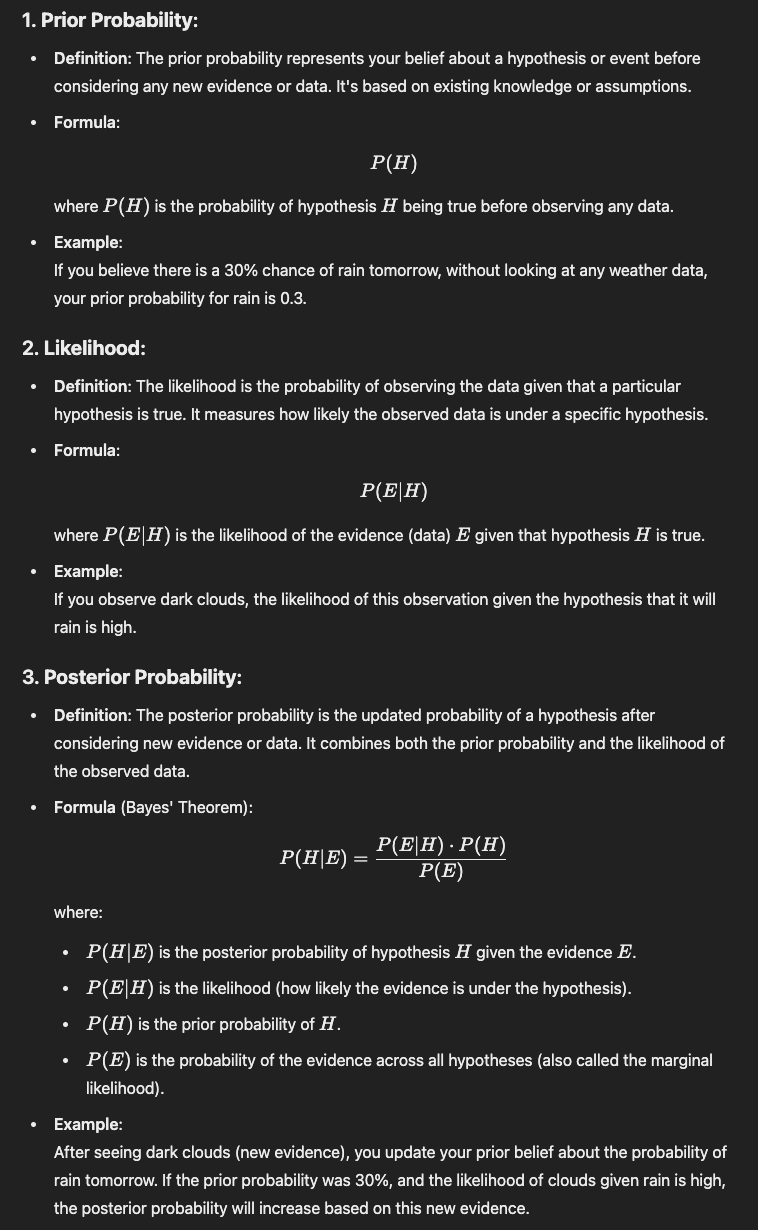 1. Prior Probability:
• Definition: The prior probability represents your belief about a hypothesis or event before
considering any new evidence or data. It's based on existing knowledge or assumptions.
• Formula:
P(H)
where P(H) is the probability of hypothesis H being true before observing any data.
• Example:
If you believe there is a 30% chance of rain tomorrow, without looking at any weather data,
your prior probability for rain is 0.3.
2. Likelihood:
• Definition: The likelihood is the probability of observing the data given that a particular
hypothesis is true. It measures how likely the observed data is under a specific hypothesis.
• Formula:
P(E|H)
where P(E|H) is the likelihood of the evidence (data) E given that hypothesis H is true.
• Example:
If you observe dark clouds, the likelihood of this observation given the hypothesis that it will
rain is high.
3. Posterior Probability:
• Definition: The posterior probability is the updated probability of a hypothesis after
considering new evidence or data. It combines both the prior probability and the likelihood of
the observed data.
• Formula (Bayes' Theorem):
P(H|E) = P(E|H) · P(H) / P(E)
where:
• P(H|E) is the posterior probability of hypothesis H given the evidence E.
• P(E|H) is the likelihood (how likely the evidence is under the hypothesis).
• P(H) is the prior probability of H.
• P(E) is the probability of the evidence across all hypotheses (also called the marginal
likelihood).
• Example:
After seeing dark clouds (new evidence), you update your prior belief about the probability of
rain tomorrow. If the prior probability was 30%, and the likelihood of clouds given rain is high,
the posterior probability will increase based on this new evidence.